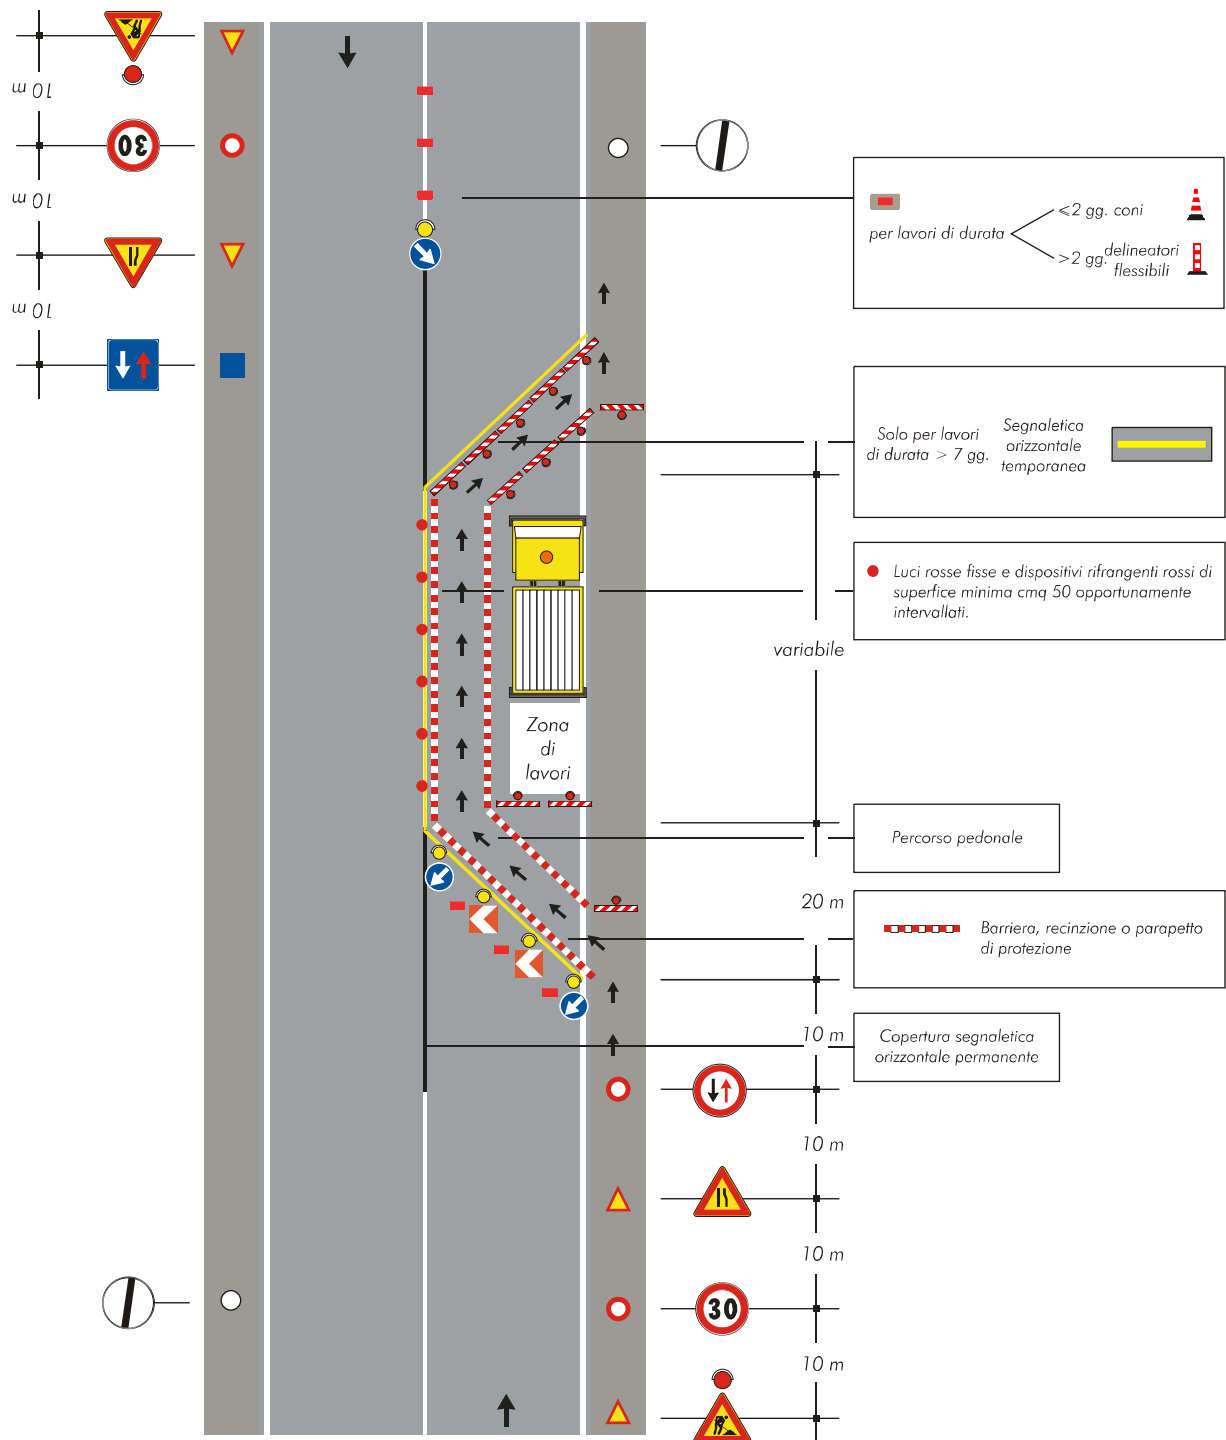 10 m
30
10 m
10 m
per lavori di durata
⩽2 gg. coni
>2 gg. delineatori
flessibili
Solo per lavori
di durata > 7 gg.
Segnaletica
orizzontale
temporanea
Luci rosse fisse e dispositivi rifrangenti rossi di
superfice minima cmq 50 opportunamente
intervallati.
variabile
Zona
di
lavori
Percorso pedonale
20 m
Barriera, recinzione o parapetto
di protezione
10 m
Copertura segnaletica
orizzontale permanente
10 m
10 m
30
10 m